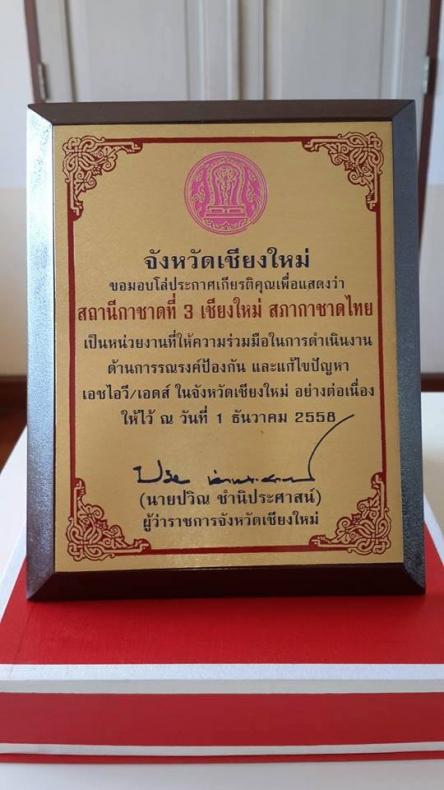 จังหวัดเชียงใหม่
ขอมอบโล่ประกาศเกียรติคุณเพื่อแสดงว่า
สถานีกาชาดที่ 3 เชียงใหม่ สภากาชาดไทย
เป็นหน่วยงานที่ให้ความร่วมมือในการดำเนินงาน
ด้านการรณรงค์ป้องกัน และแก้ไขปัญหา
เอชไอวี/เอดส์ ในจังหวัดเชียงใหม่ อย่างต่อเนื่อง
ให้ไว้ ณ วันที่ 1 ธันวาคม 2558
(นายปวิณ ชำนิประศาสน์)
ผู้ว่าราชการจังหวัดเชียงใหม่